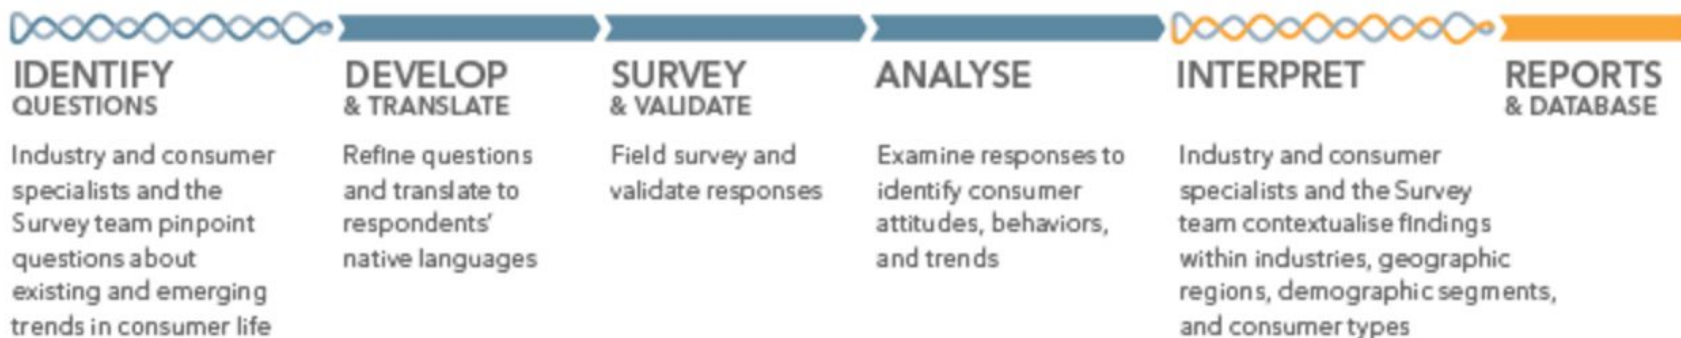 IDENTIFY
QUESTIONS
Industry and consumer
specialists and the
Survey team pinpoint
questions about
existing and emerging
trends in consumer life
DEVELOP
& TRANSLATE
Refine questions
and translate to
respondents'
native languages
SURVEY
& VALIDATE
Field survey and
validate responses
ANALYSE
Examine responses to
identify consumer
attitudes, behaviors,
and trends
INTERPRET
Industry and consumer
specialists and the Survey
team contextualise findings
within industries, geographic
regions, demographic segments,
and consumer types
REPORTS
& DATABASE